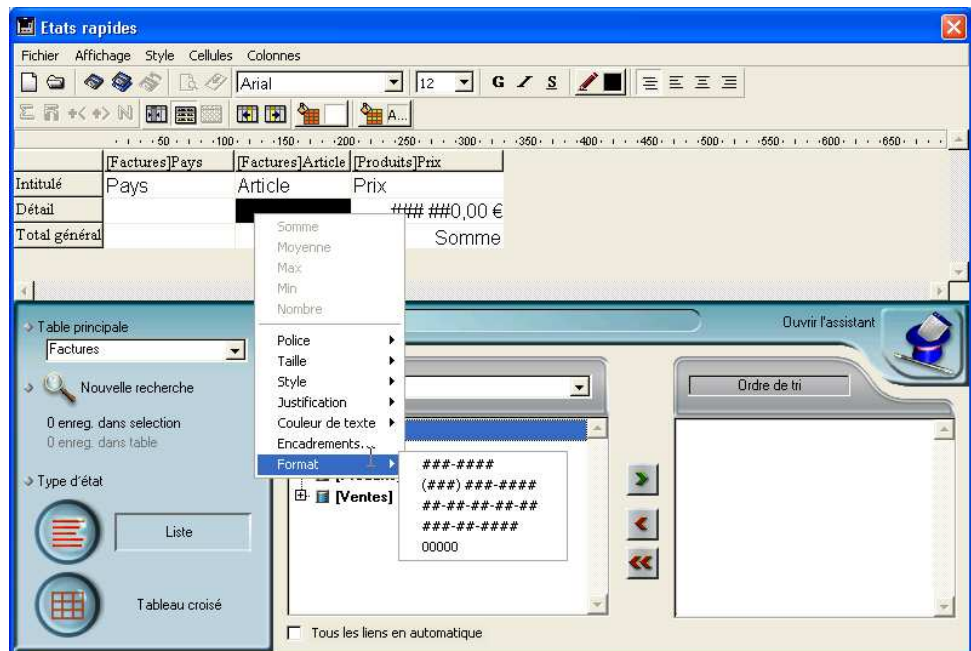 Etats rapides
Fichier Affichage Style Cellules Colonnes
Arial 12 G I S
A...
50 100 150 200 250 300 350 400 450 500 550 600 650
[Factures]Pays [Factures]Article [Produits]Prix
Intitulé Pays Article Prix
Détail ### ##0,00 €
Total général Somme
Somme
Moyenne
Max
Min
Nombre
Police
Taille
Style
Justification
Couleur de texte
Encadrements...
Format
###-####
(###) ###-####
##-##-##-##-##
###-##-####
00000
Table principale
Factures
Nouvelle recherche
0 enreg. dans selection
0 enreg. dans table
Type d'état
Liste
Tableau croisé
Ouvrir l'assistant
Ordre de tri
[Ventes]
Tous les liens en automatique